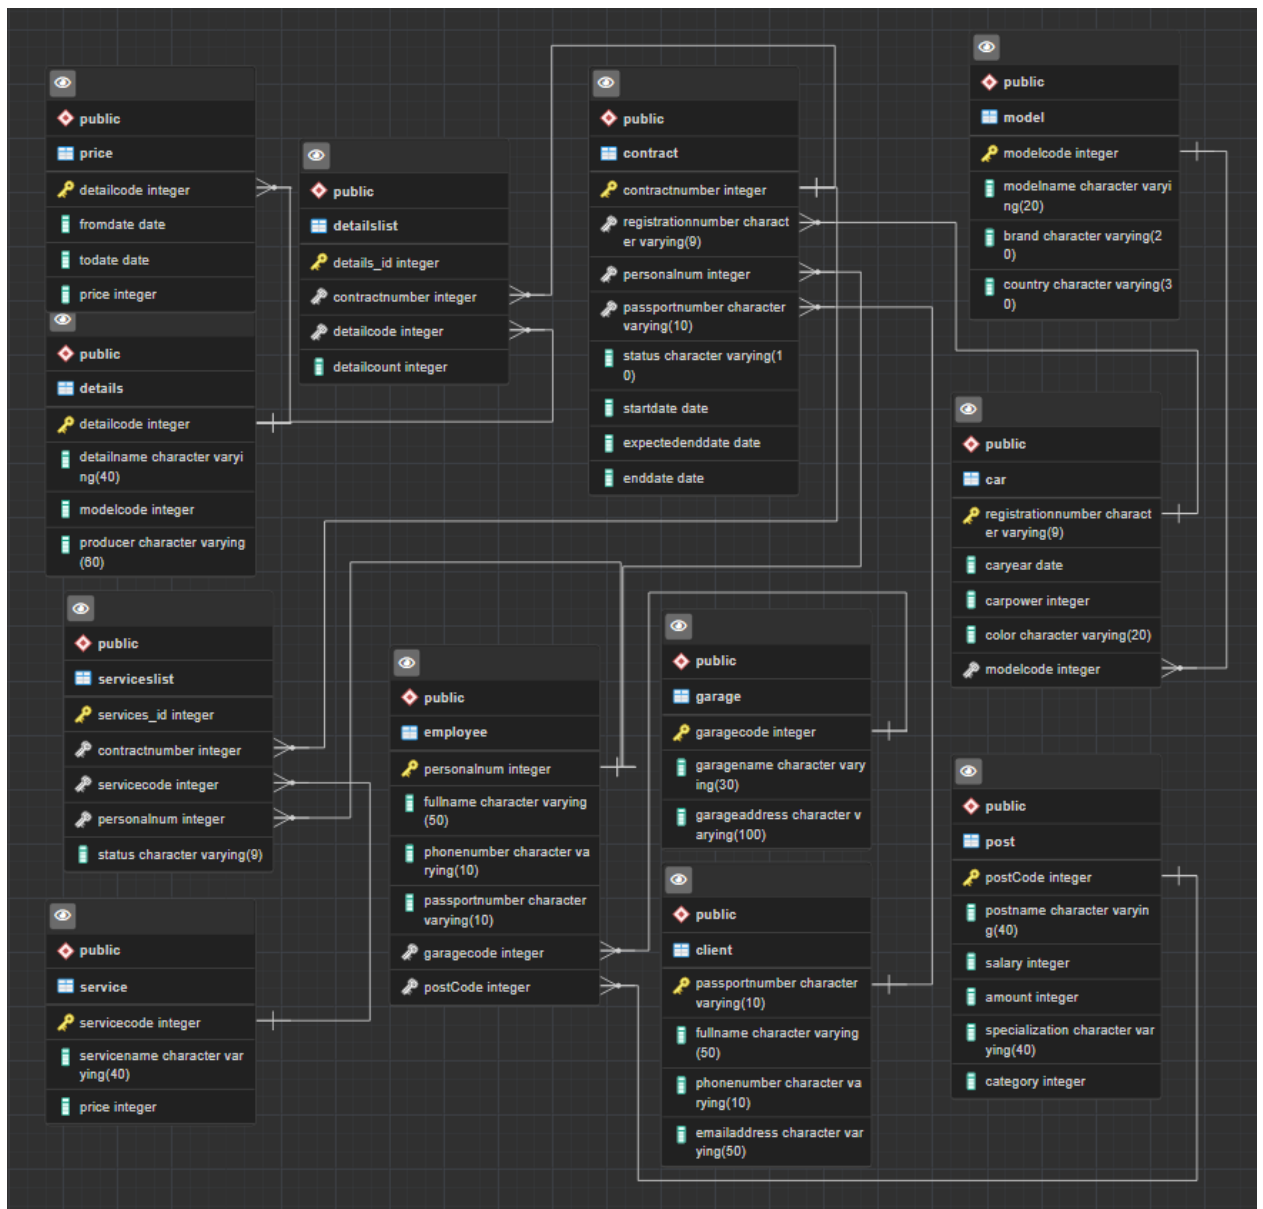 public
price
detailcode integer
fromdate date
todate date
price integer
public
details
detailcode integer
detailname character varyi
ng(40)
modelcode integer
producer character varying
(60)
public
detailslist
details_id integer
contractnumber integer
detailcode integer
detailcount integer
public
contract
contractnumber integer
registrationnumber charact
er varying(9)
personalnum integer
passportnumber character
varying(10)
status character varying(1
0)
startdate date
expectedenddate date
enddate date
public
model
modelcode integer
modelname character varyi
ng(20)
brand character varying(2
0)
country character varying(3
0)
public
car
registrationnumber charact
er varying(9)
caryear date
carpower integer
color character varying(20)
modelcode integer
public
serviceslist
services_id integer
contractnumber integer
servicecode integer
personalnum integer
status character varying(9)
public
employee
personalnum integer
fullname character varying
(50)
phonenumber character va
rying(10)
passportnumber character
varying(10)
garagecode integer
postCode integer
public
garage
garagecode integer
garagename character vary
ing(30)
garageaddress character v
arying(100)
public
client
passportnumber character
varying(10)
fullname character varying
(50)
phonenumber character va
rying(10)
emailaddress character var
ying(50)
public
post
postCode integer
postname character varyin
g(40)
salary integer
amount integer
specialization character var
ying(40)
category integer
public
service
servicecode integer
servicename character var
ying(40)
price integer